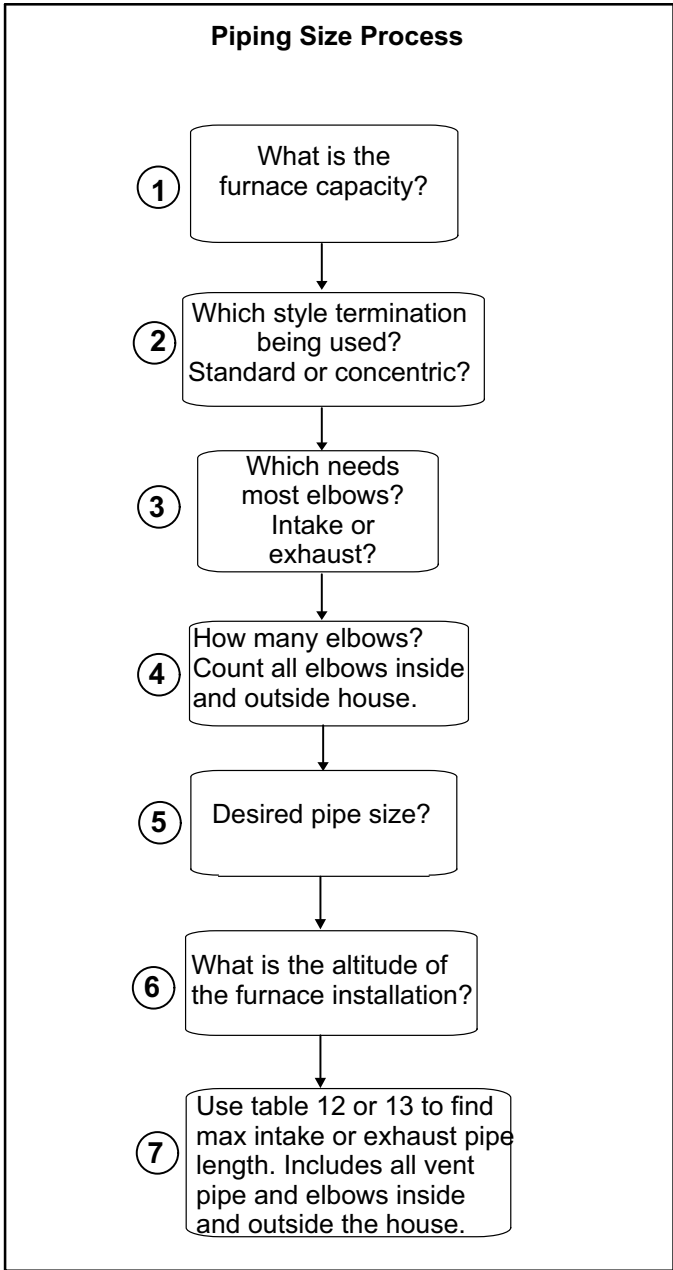 Piping Size Process
1
What is the
furnace capacity?
2
Which style termination
being used?
Standard or concentric?
3
Which needs
most elbows?
Intake or
exhaust?
4
How many elbows?
Count all elbows inside
and outside house.
5
Desired pipe size?
6
What is the altitude of
the furnace installation?
7
Use table 12 or 13 to find
max intake or exhaust pipe
length. Includes all vent
pipe and elbows inside
and outside the house.